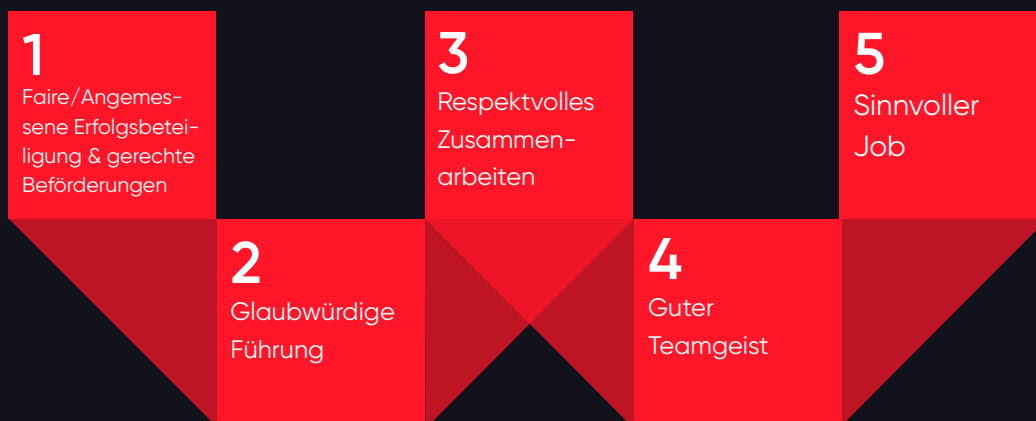 1
Faire/Angemes-
sene Erfolgsbetei-
ligung & gerechte
Beförderungen
2
Glaubwürdige
Führung
3
Respektvolles
Zusammen-
arbeiten
4
Guter
Teamgeist
5
Sinnvoller
Job